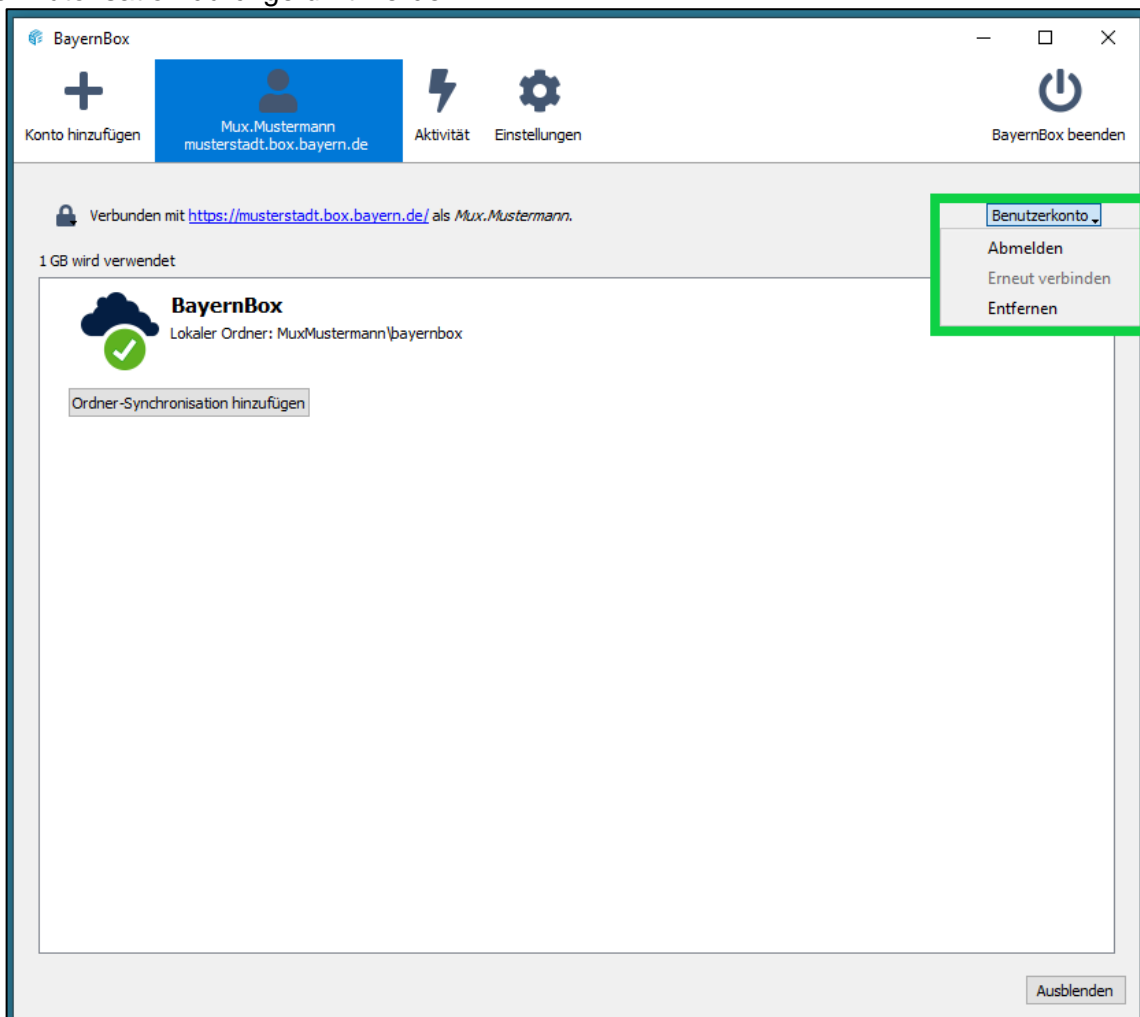 BayernBox
Konto hinzufügen
Mux.Mustermann
musterstadt.box.bayern.de
Aktivität
Einstellungen
BayernBox beenden
Verbunden mit https://musterstadt.box.bayern.de/ als Mux.Mustermann.
Benutzerkonto
Abmelden
Erneut verbinden
Entfernen
1 GB wird verwendet
BayernBox
Lokaler Ordner: MuxMustermann\bayernbox
Ordner-Synchronisation hinzufügen
Ausblenden